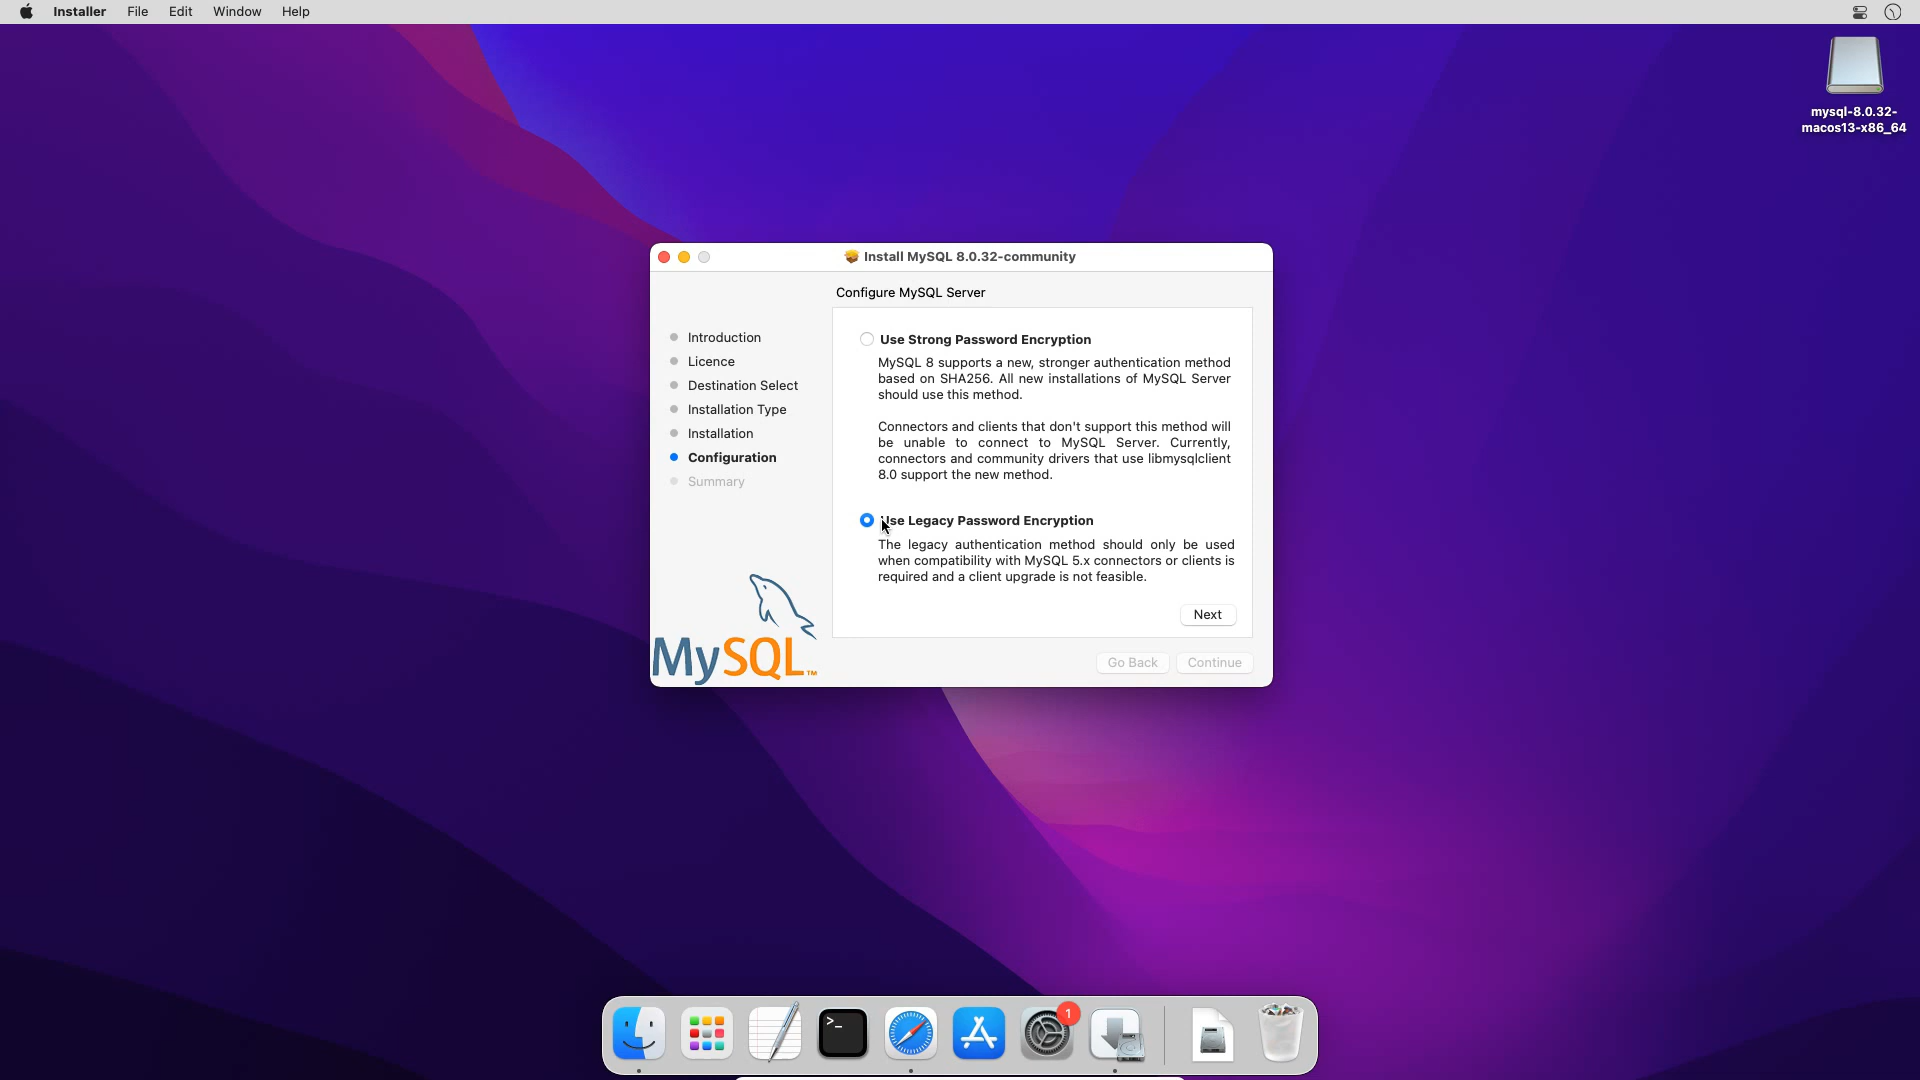 Installer File Edit Window Help
mysql-8.0.32-
macos13-x86_64
Install MySQL 8.0.32-community
Configure MySQL Server
Introduction
Licence
Destination Select
Installation Type
Installation
Configuration
Summary
Use Strong Password Encryption
MySQL 8 supports a new, stronger authentication method
based on SHA256. All new installations of MySQL Server
should use this method.
Connectors and clients that don't support this method will
be unable to connect to MySQL Server. Currently,
connectors and community drivers that use libmysqlclient
8.0 support the new method.
Use Legacy Password Encryption
The legacy authentication method should only be used
when compatibility with MySQL 5.x connectors or clients is
required and a client upgrade is not feasible.
Next
MySQL™
Go Back Continue
>_
1